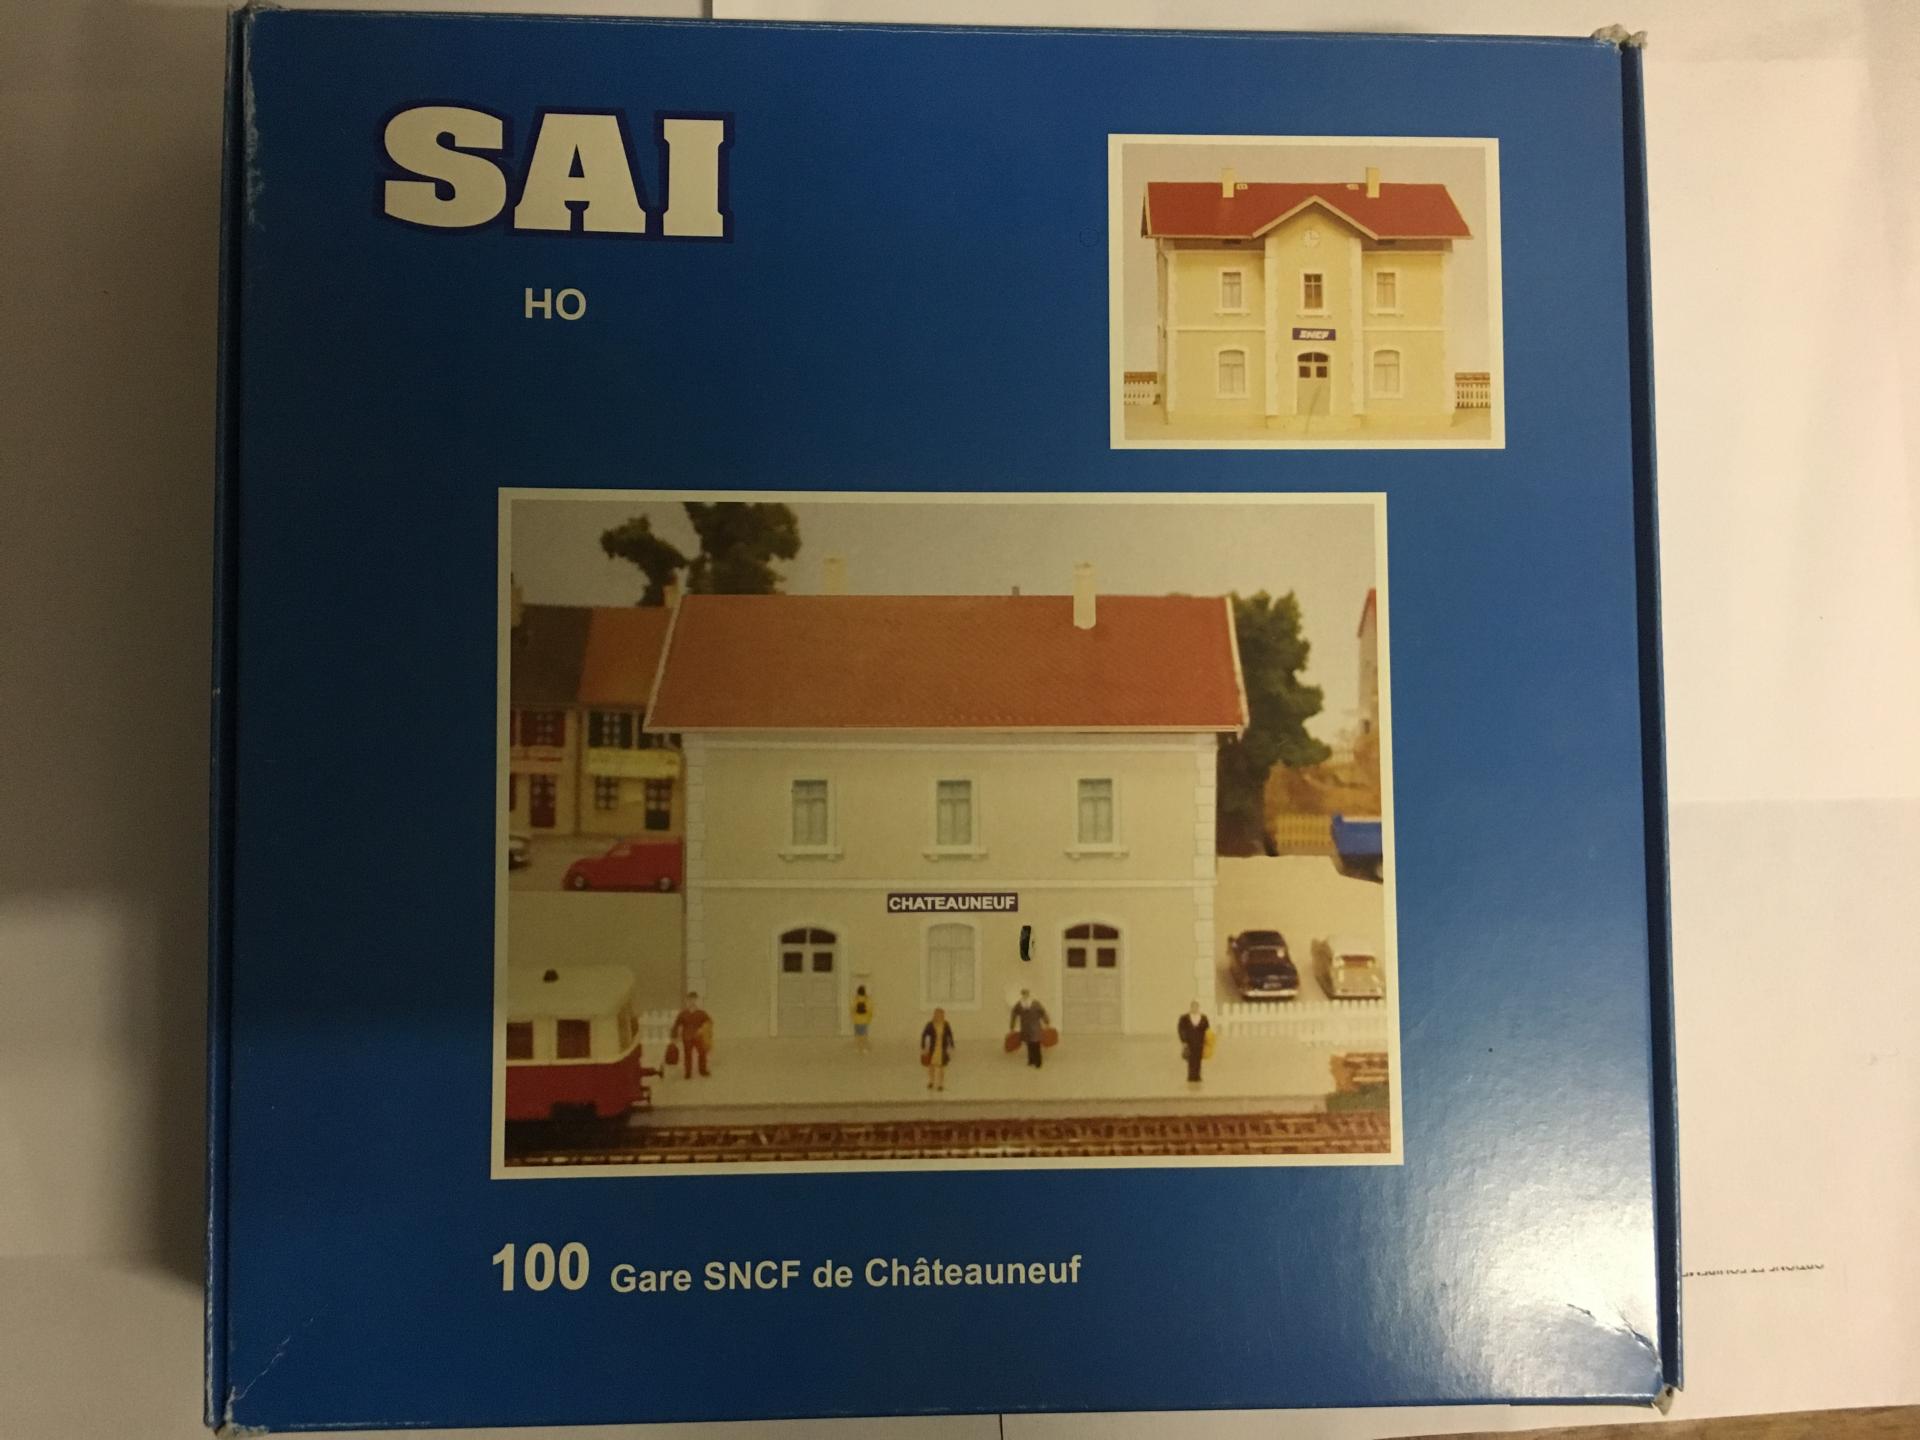 SAI
HO
SNCF
CHATEAUNEUF
100 Gare SNCF de Châteauneuf